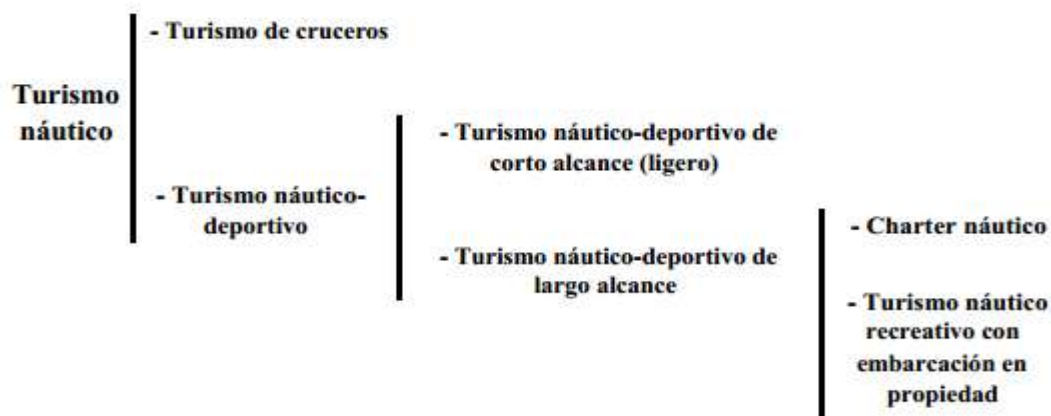 - Turismo de cruceros
Turismo
náutico
- Turismo náutico-
deportivo
- Turismo náutico-deportivo de
corto alcance (ligero)
- Turismo náutico-deportivo de
largo alcance
- Charter náutico
- Turismo náutico
recreativo con
embarcación en
propiedad